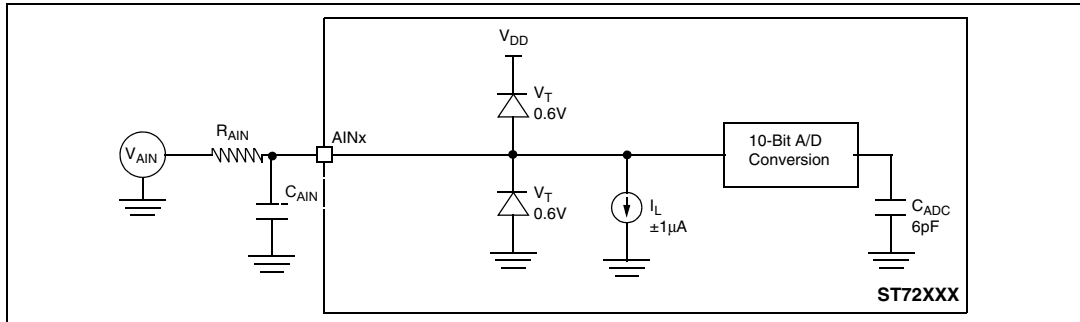 V_DD
V_T
0.6V
R_AIN
AINx
V_AIN
10-Bit A/D
Conversion
C_AIN
V_T
0.6V
I_L
±1μA
C_ADC
6pF
ST72XXX